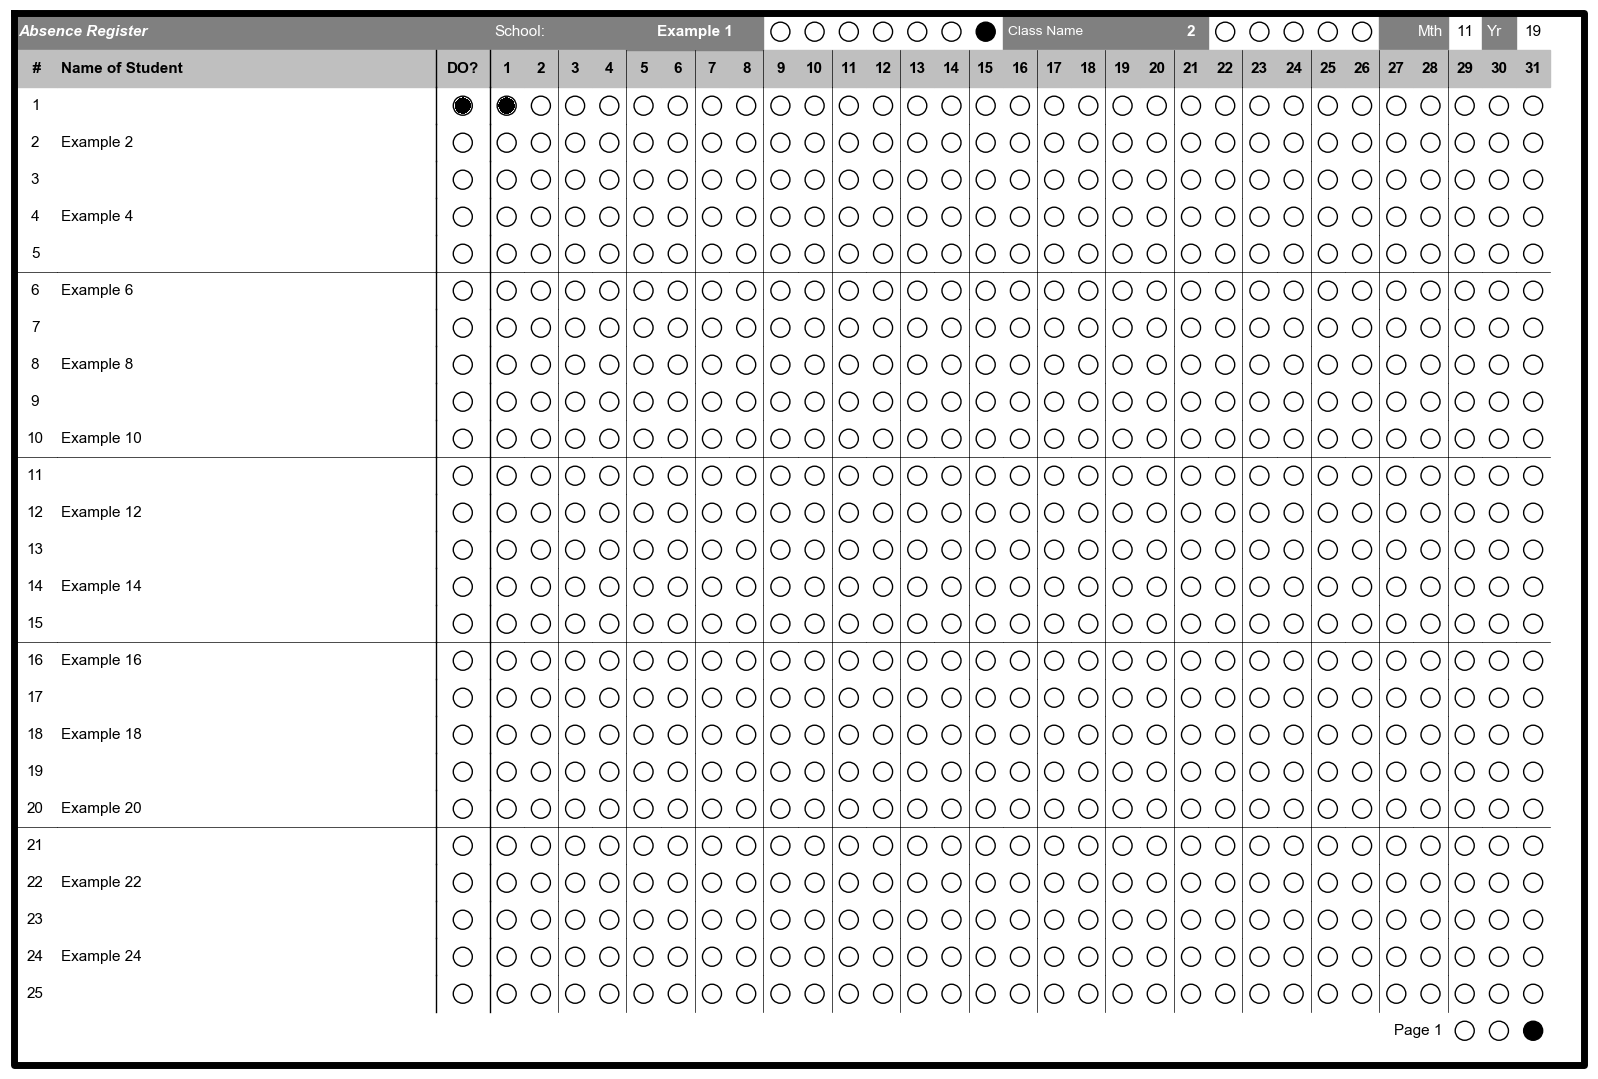 Absence Register School: Example 1 Class Name 2 Mth 11 Yr 19
# Name of Student DO? 1 2 3 4 5 6 7 8 9 10 11 12 13 14 15 16 17 18 19 20 21 22 23 24 25 26 27 28 29 30 31
1
2 Example 2
3
4 Example 4
5
6 Example 6
7
8 Example 8
9
10 Example 10
11
12 Example 12
13
14 Example 14
15
16 Example 16
17
18 Example 18
19
20 Example 20
21
22 Example 22
23
24 Example 24
25
Page 1